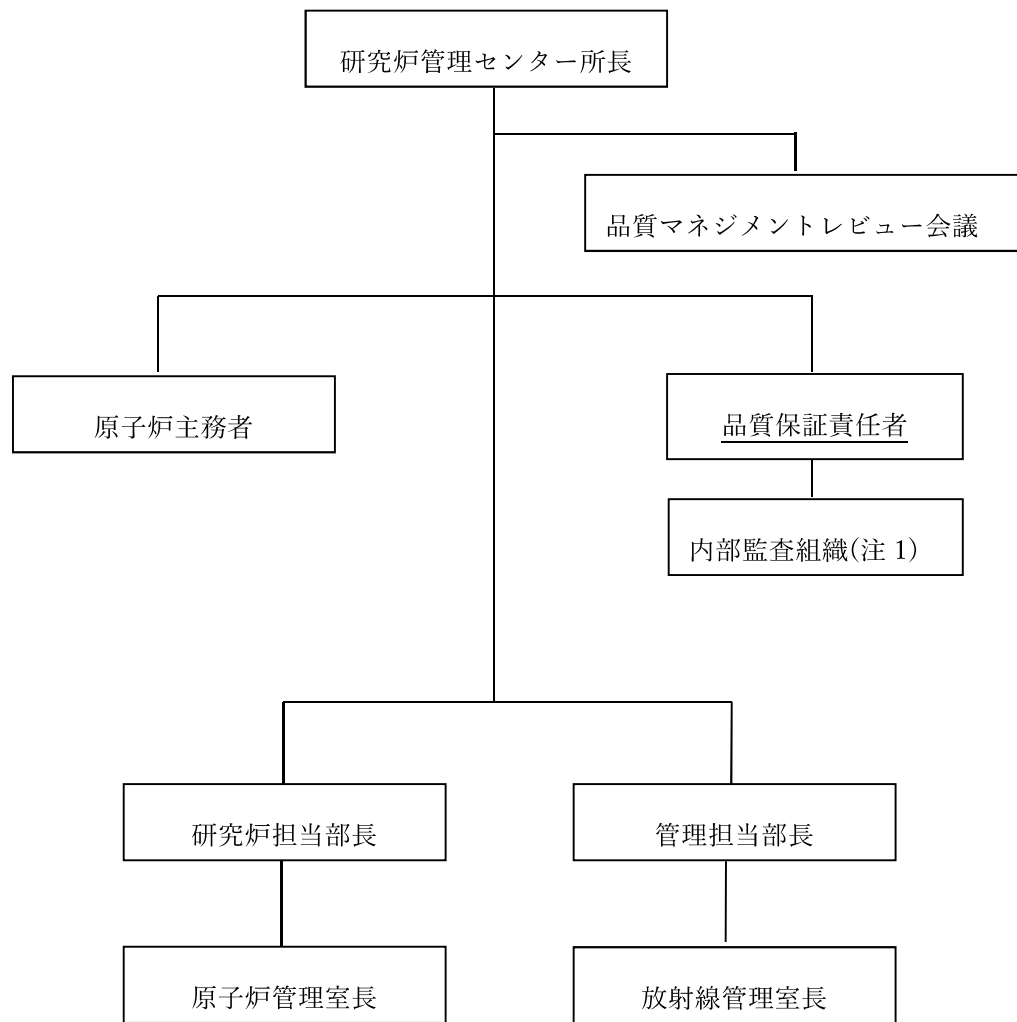 研究炉管理センター所長
品質マネジメントレビュー会議
原子炉主務者
品質保証責任者
内部監査組織(注 1)
研究炉担当部長
管理担当部長
原子炉管理室長
放射線管理室長